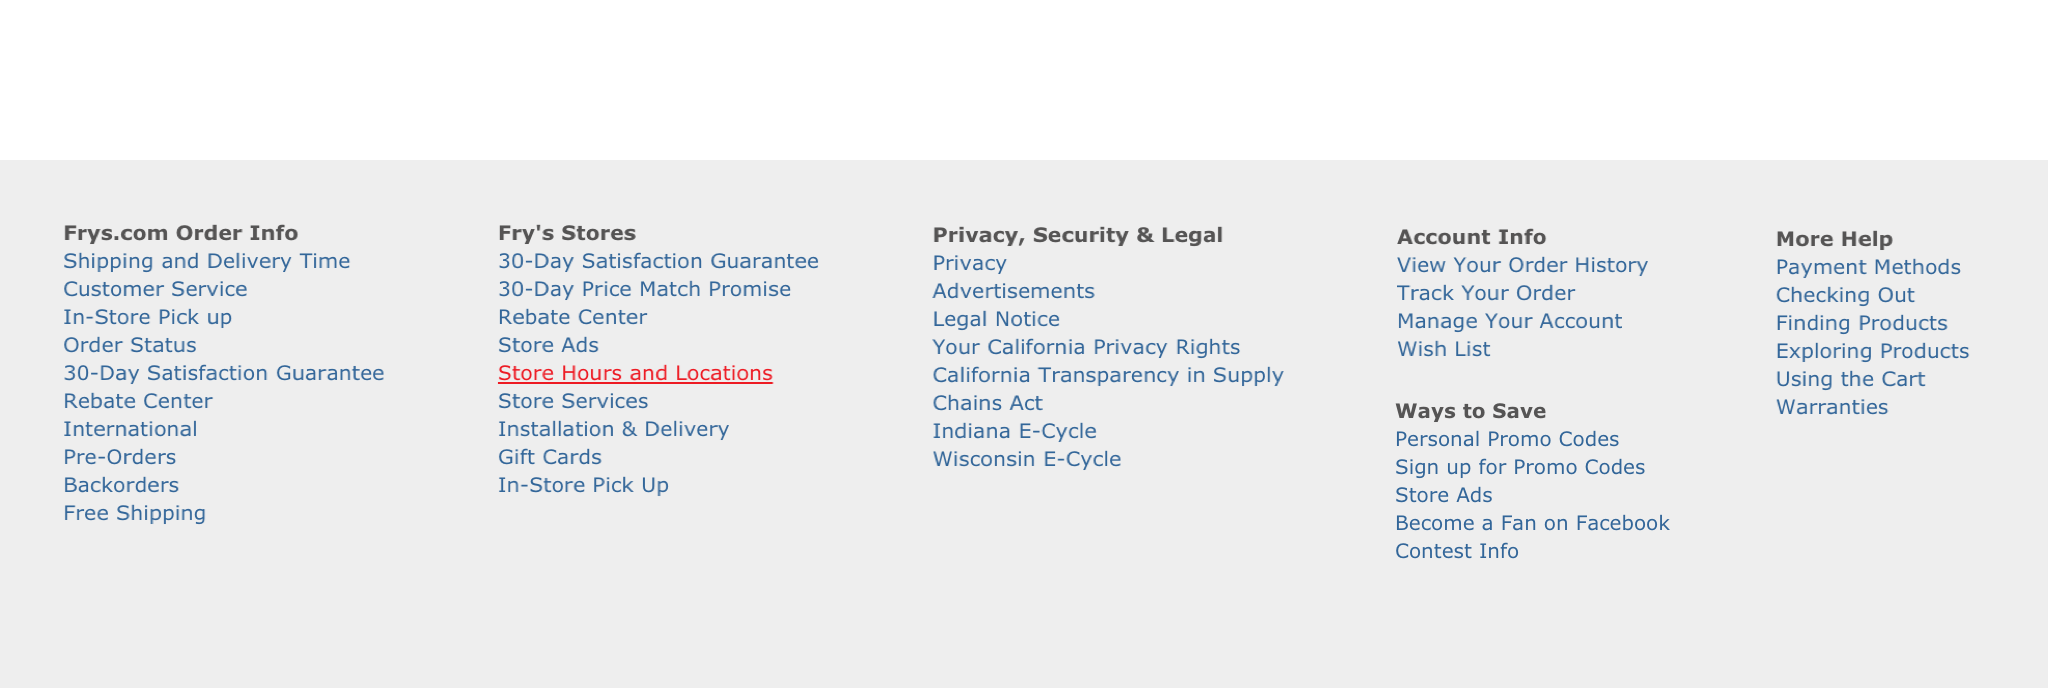 Frys.com Order Info
Shipping and Delivery Time
Customer Service
In-Store Pick up
Order Status
30-Day Satisfaction Guarantee
Rebate Center
International
Pre-Orders
Backorders
Free Shipping
Fry's Stores
30-Day Satisfaction Guarantee
30-Day Price Match Promise
Rebate Center
Store Ads
Store Hours and Locations
Store Services
Installation & Delivery
Gift Cards
In-Store Pick Up
Privacy, Security & Legal
Privacy
Advertisements
Legal Notice
Your California Privacy Rights
California Transparency in Supply
Chains Act
Indiana E-Cycle
Wisconsin E-Cycle
Account Info
View Your Order History
Track Your Order
Manage Your Account
Wish List
Ways to Save
Personal Promo Codes
Sign up for Promo Codes
Store Ads
Become a Fan on Facebook
Contest Info
More Help
Payment Methods
Checking Out
Finding Products
Exploring Products
Using the Cart
Warranties